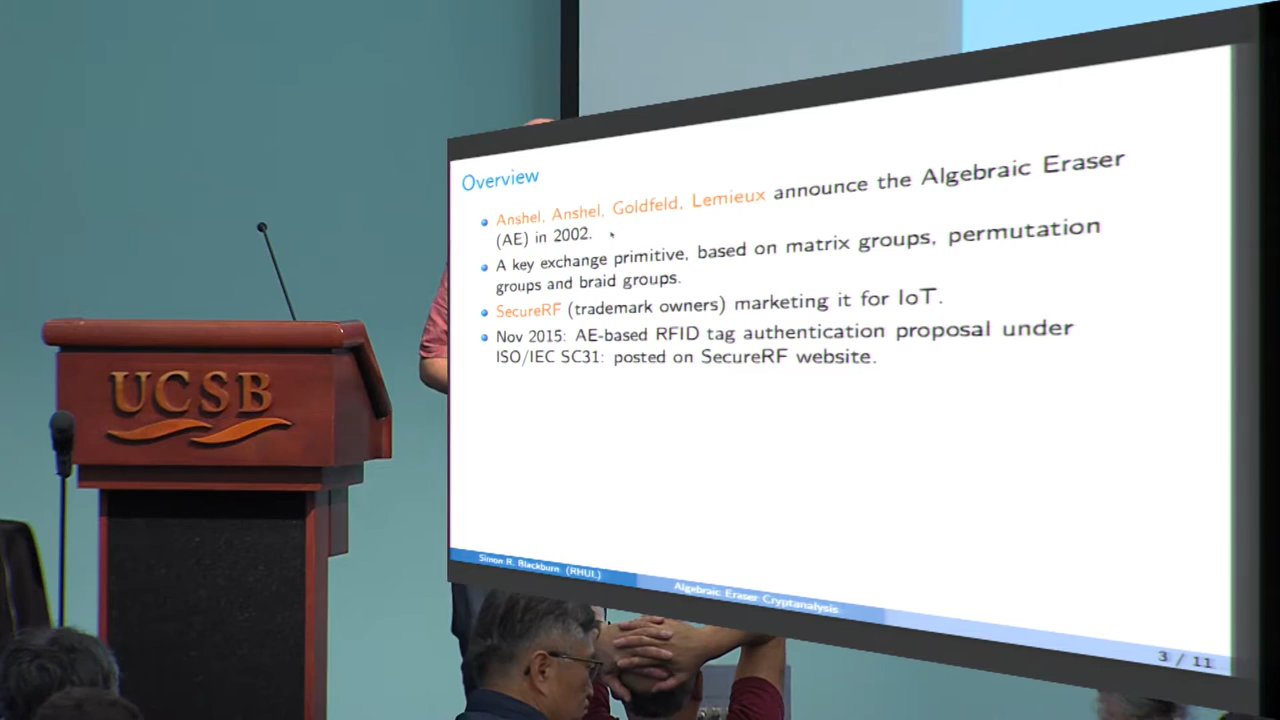 Overview
Anshel, Anshel, Goldfeld, Lemieux announce the Algebraic Eraser
(AE) in 2002.
A key exchange primitive, based on matrix groups, permutation
groups and braid groups.
SecureRF (trademark owners) marketing it for IoT.
Nov 2015: AE-based RFID tag authentication proposal under
ISO/IEC SC31: posted on SecureRF website.
UCSB
Simon R. Blackburn (RHUL)
Algebraic Eraser Cryptanalysis
3 / 11